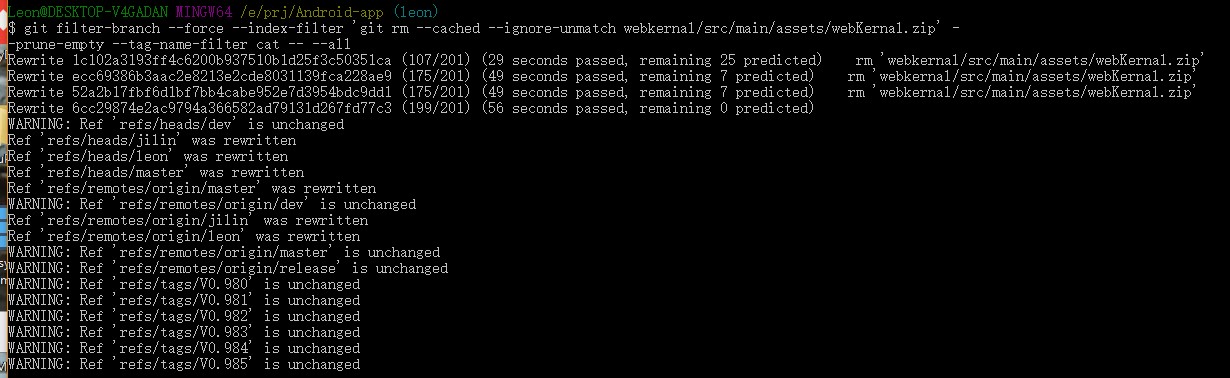 Leon@DESKTOP-V4GADAN MINGW64 /e/prj/Android-app (leon)
$ git filter-branch --force --index-filter 'git rm --cached --ignore-unmatch webkernal/src/main/assets/webKernal.zip' -
-prune-empty --tag-name-filter cat -- --all
Rewrite 1c102a3193ff4c6200b937510b1d25f3c50351ca (107/201) (29 seconds passed, remaining 25 predicted)    rm 'webkernal/src/main/assets/webKernal.zip'
Rewrite ecc69386b3aac2e8213e2cde8031139fca228ae9 (175/201) (49 seconds passed, remaining 7 predicted)    rm 'webkernal/src/main/assets/webKernal.zip'
Rewrite 52a2b17fbf6d1bf7bb4cabe952e7d3954bdc9dd1 (175/201) (49 seconds passed, remaining 7 predicted)    rm 'webkernal/src/main/assets/webKernal.zip'
Rewrite 6cc29874e2ac9794a366582ad79131d267fd77c3 (199/201) (56 seconds passed, remaining 0 predicted)
WARNING: Ref 'refs/heads/dev' is unchanged
Ref 'refs/heads/jilin' was rewritten
Ref 'refs/heads/leon' was rewritten
Ref 'refs/heads/master' was rewritten
Ref 'refs/remotes/origin/master' was rewritten
WARNING: Ref 'refs/remotes/origin/dev' is unchanged
Ref 'refs/remotes/origin/jilin' was rewritten
Ref 'refs/remotes/origin/leon' was rewritten
WARNING: Ref 'refs/remotes/origin/master' is unchanged
WARNING: Ref 'refs/remotes/origin/release' is unchanged
WARNING: Ref 'refs/tags/V0.980' is unchanged
WARNING: Ref 'refs/tags/V0.981' is unchanged
WARNING: Ref 'refs/tags/V0.982' is unchanged
WARNING: Ref 'refs/tags/V0.983' is unchanged
WARNING: Ref 'refs/tags/V0.984' is unchanged
WARNING: Ref 'refs/tags/V0.985' is unchanged